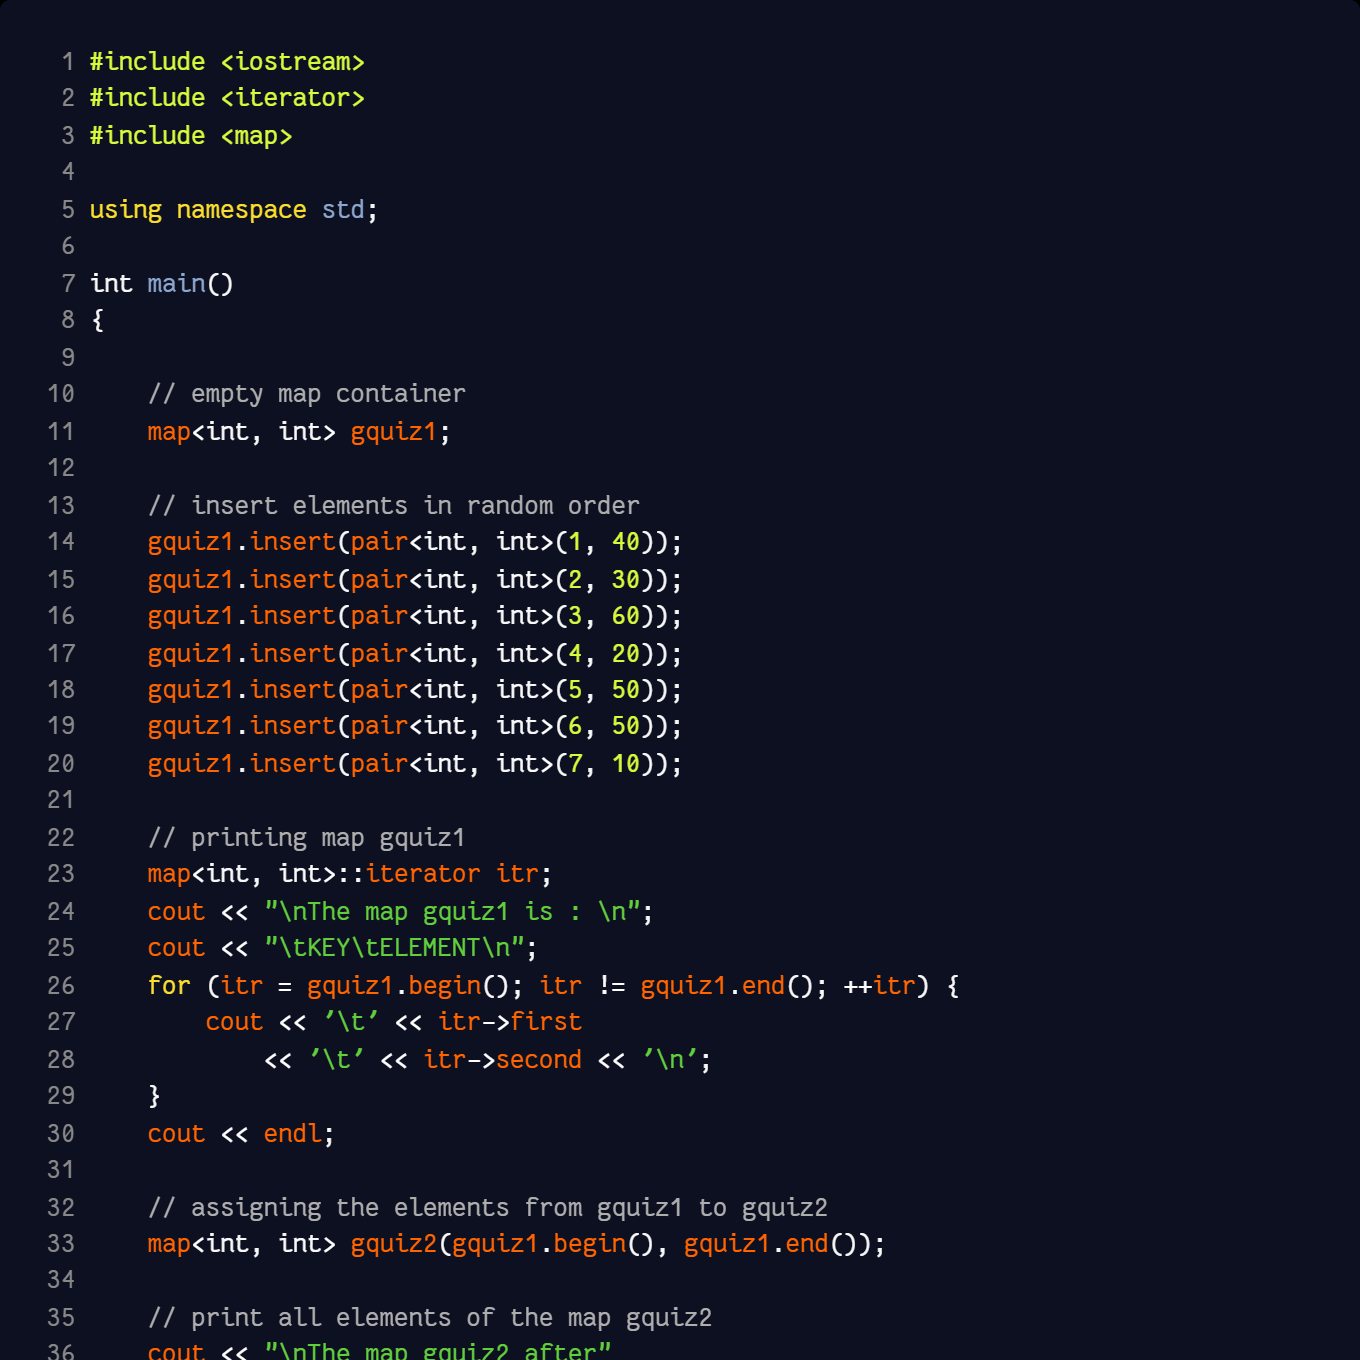 1 #include <iostream>
2 #include <iterator>
3 #include <map>
4
5 using namespace std;
6
7 int main()
8 {
9
10     // empty map container
11     map<int, int> gquiz1;
12
13     // insert elements in random order
14     gquiz1.insert(pair<int, int>(1, 40));
15     gquiz1.insert(pair<int, int>(2, 30));
16     gquiz1.insert(pair<int, int>(3, 60));
17     gquiz1.insert(pair<int, int>(4, 20));
18     gquiz1.insert(pair<int, int>(5, 50));
19     gquiz1.insert(pair<int, int>(6, 50));
20     gquiz1.insert(pair<int, int>(7, 10));
21
22     // printing map gquiz1
23     map<int, int>::iterator itr;
24     cout << "\nThe map gquiz1 is : \n";
25     cout << "\tKEY\tELEMENT\n";
26     for (itr = gquiz1.begin(); itr != gquiz1.end(); ++itr) {
27         cout << '\t' << itr->first
28             << '\t' << itr->second << '\n';
29     }
30     cout << endl;
31
32     // assigning the elements from gquiz1 to gquiz2
33     map<int, int> gquiz2(gquiz1.begin(), gquiz1.end());
34
35     // print all elements of the map gquiz2
36     cout << "\nThe map gquiz2 after"